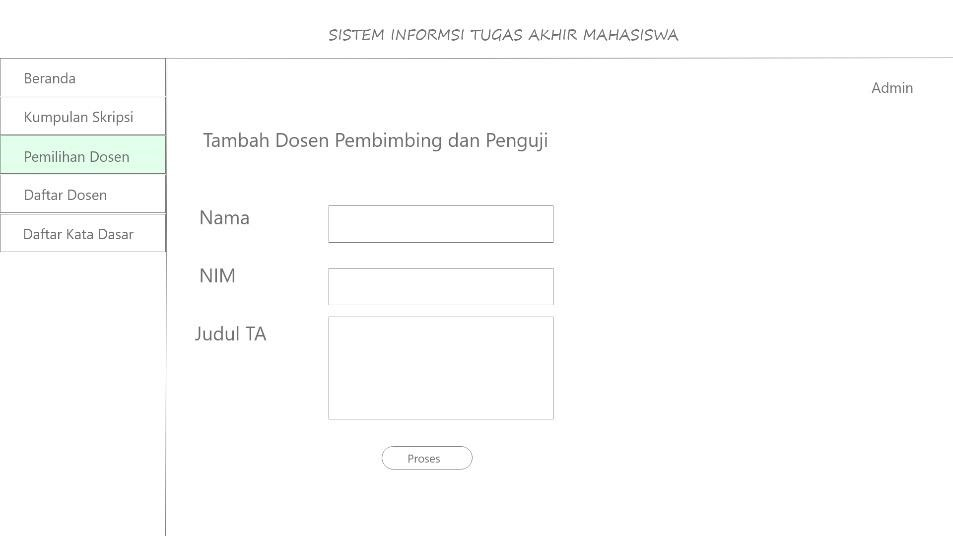 SISTEM INFORMSI TUGAS AKHIR MAHASISWA
Admin
Beranda
Kumpulan Skripsi
Pemilihan Dosen
Daftar Dosen
Daftar Kata Dasar
Tambah Dosen Pembimbing dan Penguji
Nama
NIM
Judul TA
Proses